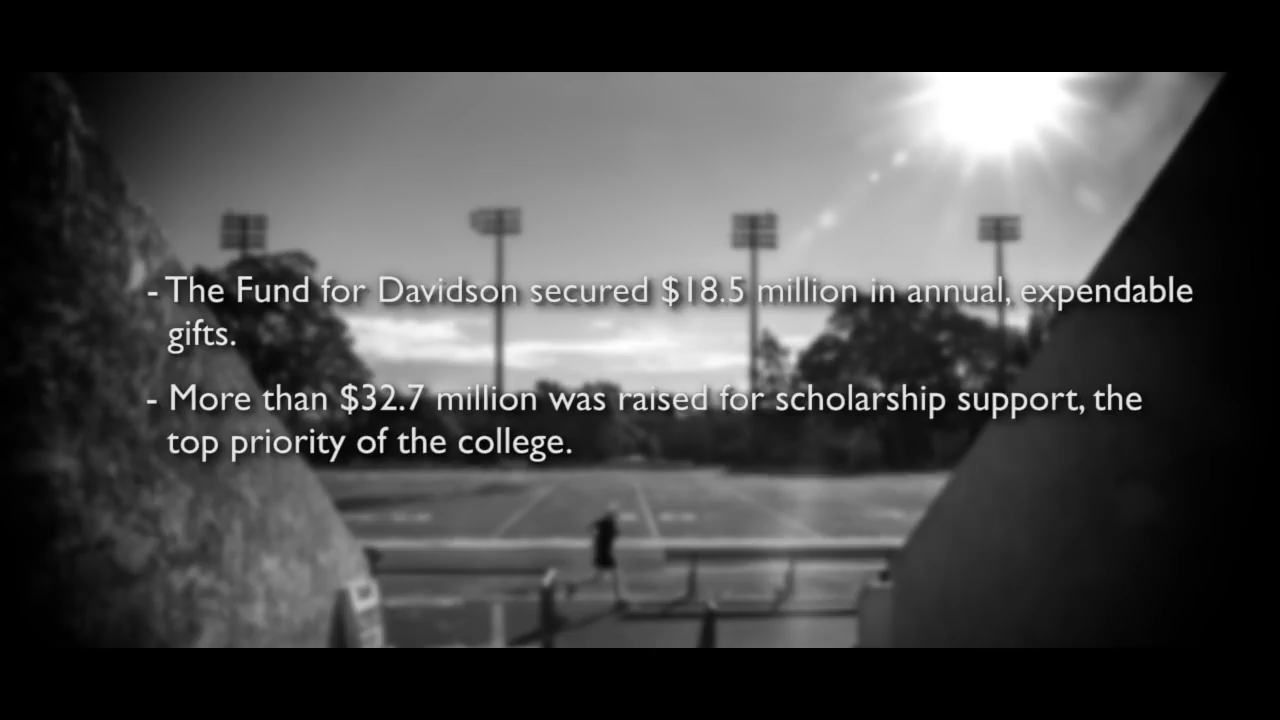 - The Fund for Davidson secured $18.5 million in annual, expendable
gifts.
- More than $32.7 million was raised for scholarship support, the
top priority of the college.